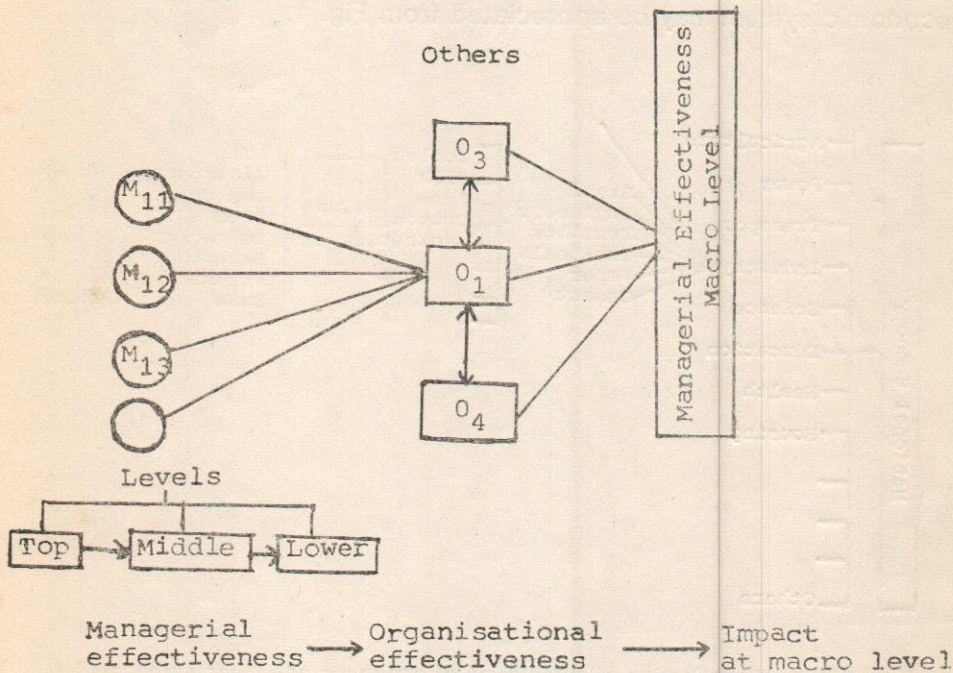 Others
O3
M11
O1
M12
M13
O4
Managerial Effectiveness
Macro Level
Levels
Top Middle Lower
Managerial effectiveness
Organisational effectiveness
Impact at macro level